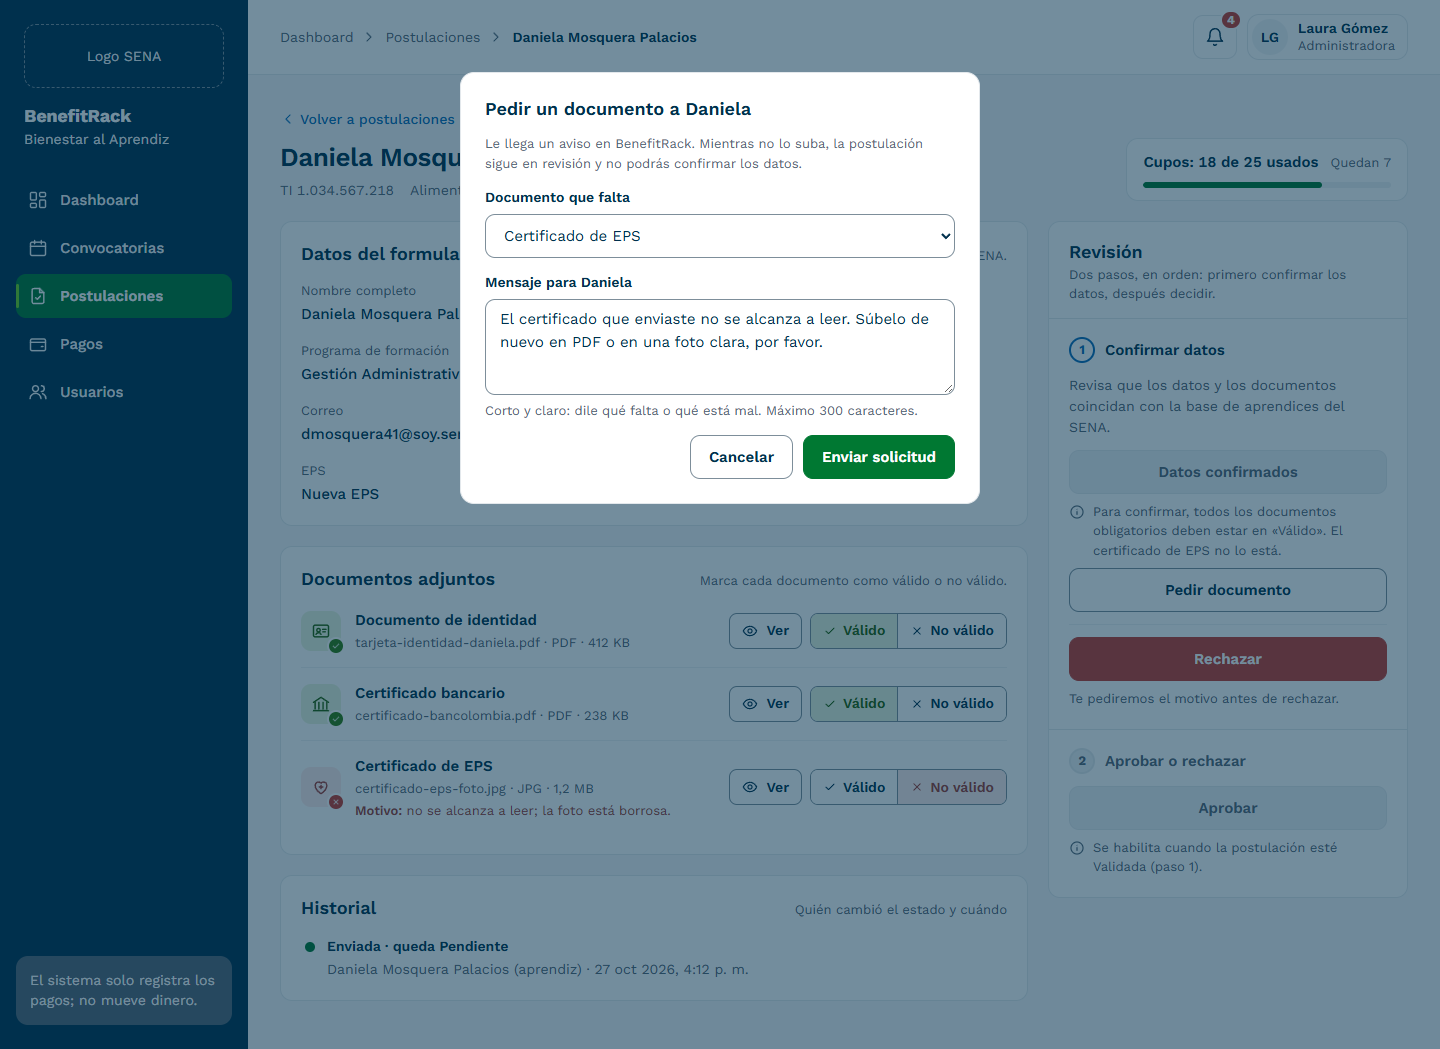 Logo SENA
BenefitRack
Bienestar al Aprendiz
Dashboard
Convocatorias
Postulaciones
Pagos
Usuarios
El sistema solo registra los
pagos; no mueve dinero.
Dashboard > Postulaciones > Daniela Mosquera Palacios
4
LG
Laura Gómez
Administradora
Volver a postulaciones
Daniela Mosqu
TI 1.034.567.218 Aliment
Cupos: 18 de 25 usados Quedan 7
Pedir un documento a Daniela
Le llega un aviso en BenefitRack. Mientras no lo suba, la postulación
sigue en revisión y no podrás confirmar los datos.
Documento que falta
Certificado de EPS
Mensaje para Daniela
El certificado que enviaste no se alcanza a leer. Súbelo de
nuevo en PDF o en una foto clara, por favor.
Corto y claro: dile qué falta o qué está mal. Máximo 300 caracteres.
Cancelar
Enviar solicitud
Datos del formula
ENA.
Nombre completo
Daniela Mosquera Pal
Programa de formación
Gestión Administrativ
Correo
dmosquera41@soy.se
EPS
Nueva EPS
Documentos adjuntos
Marca cada documento como válido o no válido.
Documento de identidad
tarjeta-identidad-daniela.pdf · PDF · 412 KB
Ver
Válido
No válido
Certificado bancario
certificado-bancolombia.pdf · PDF · 238 KB
Ver
Válido
No válido
Certificado de EPS
certificado-eps-foto.jpg · JPG · 1,2 MB
Motivo: no se alcanza a leer; la foto está borrosa.
Ver
Válido
No válido
Historial
Quién cambió el estado y cuándo
Enviada · queda Pendiente
Daniela Mosquera Palacios (aprendiz) · 27 oct 2026, 4:12 p. m.
Revisión
Dos pasos, en orden: primero confirmar los
datos, después decidir.
1 Confirmar datos
Revisa que los datos y los documentos
coincidan con la base de aprendices del
SENA.
Datos confirmados
Para confirmar, todos los documentos
obligatorios deben estar en «Válido». El
certificado de EPS no lo está.
Pedir documento
Rechazar
Te pediremos el motivo antes de rechazar.
2 Aprobar o rechazar
Aprobar
Se habilita cuando la postulación esté
Validada (paso 1).